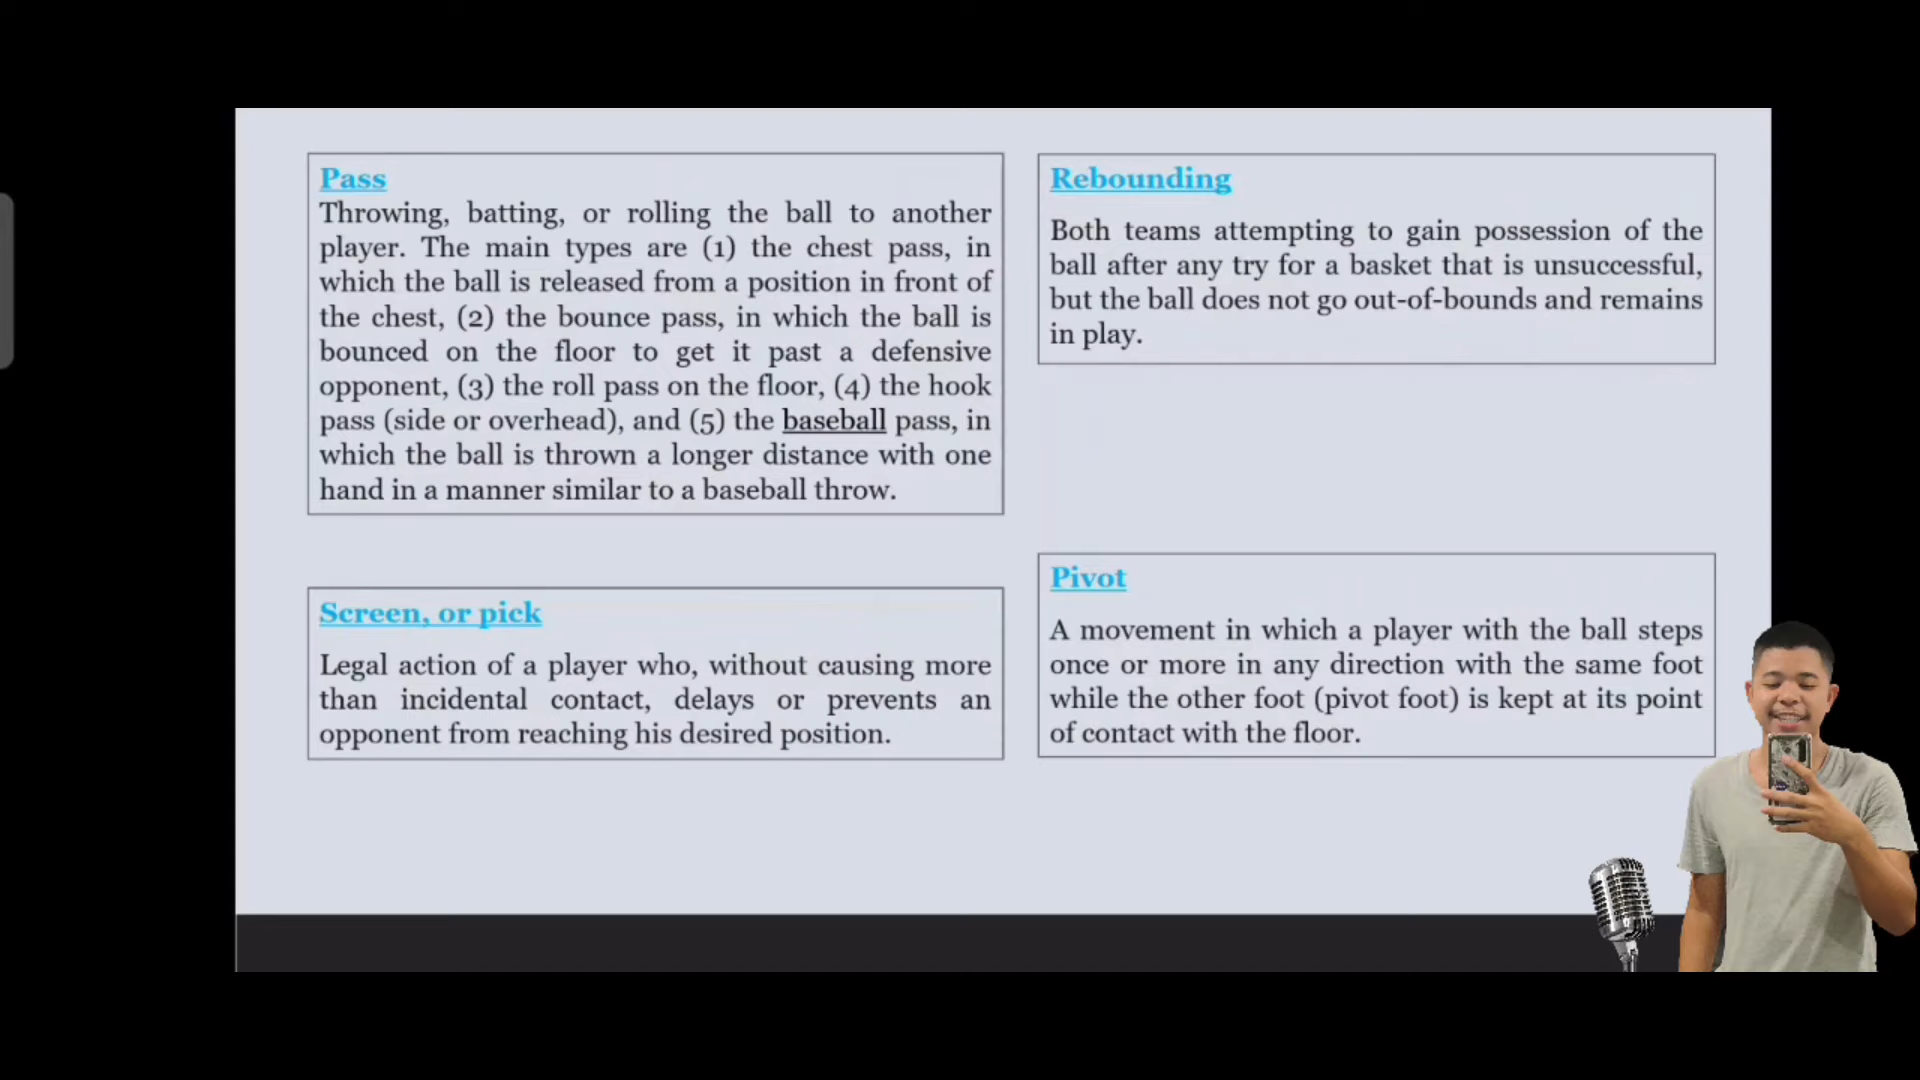 Pass
Throwing, batting, or rolling the ball to another
player. The main types are (1) the chest pass, in
which the ball is released from a position in front of
the chest, (2) the bounce pass, in which the ball is
bounced on the floor to get it past a defensive
opponent, (3) the roll pass on the floor, (4) the hook
pass (side or overhead), and (5) the baseball pass, in
which the ball is thrown a longer distance with one
hand in a manner similar to a baseball throw.
Screen, or pick
Legal action of a player who, without causing more
than incidental contact, delays or prevents an
opponent from reaching his desired position.
Rebounding
Both teams attempting to gain possession of the
ball after any try for a basket that is unsuccessful,
but the ball does not go out-of-bounds and remains
in play.
Pivot
A movement in which a player with the ball steps
once or more in any direction with the same foot
while the other foot (pivot foot) is kept at its point
of contact with the floor.